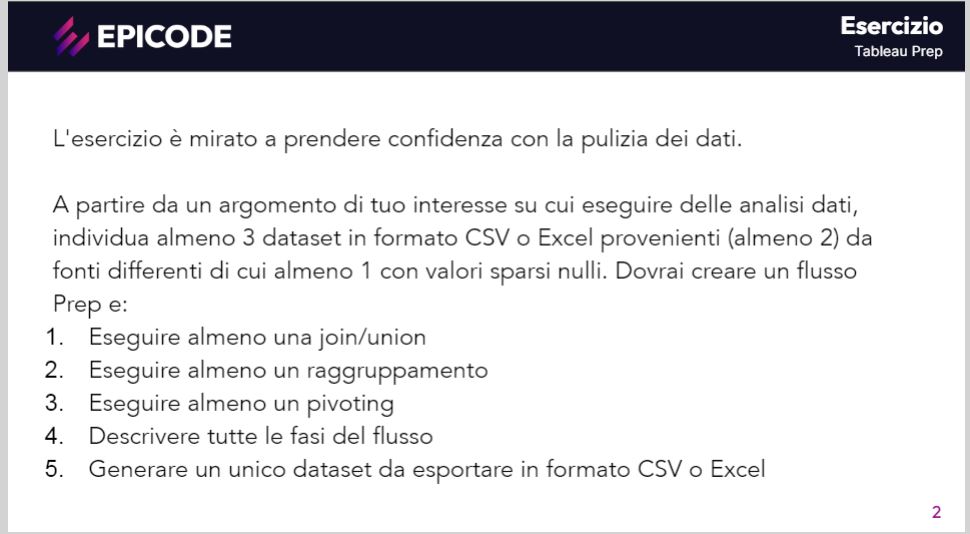 EPICODE
Esercizio
Tableau Prep
L'esercizio è mirato a prendere confidenza con la pulizia dei dati.
A partire da un argomento di tuo interesse su cui eseguire delle analisi dati,
individua almeno 3 dataset in formato CSV o Excel provenienti (almeno 2) da
fonti differenti di cui almeno 1 con valori sparsi nulli. Dovrai creare un flusso
Prep e:
1. Eseguire almeno una join/union
2. Eseguire almeno un raggruppamento
3. Eseguire almeno un pivoting
4. Descrivere tutte le fasi del flusso
5. Generare un unico dataset da esportare in formato CSV o Excel
2